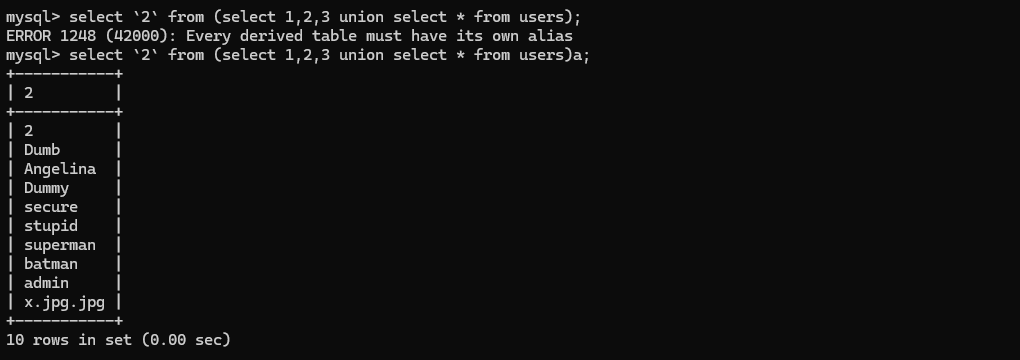 mysql> select `2` from (select 1,2,3 union select * from users);
ERROR 1248 (42000): Every derived table must have its own alias
mysql> select `2` from (select 1,2,3 union select * from users)a;
+-----------+
| 2         |
+-----------+
| 2         |
| Dumb      |
| Angelina  |
| Dummy     |
| secure    |
| stupid    |
| superman  |
| batman    |
| admin     |
| x.jpg.jpg |
+-----------+
10 rows in set (0.00 sec)